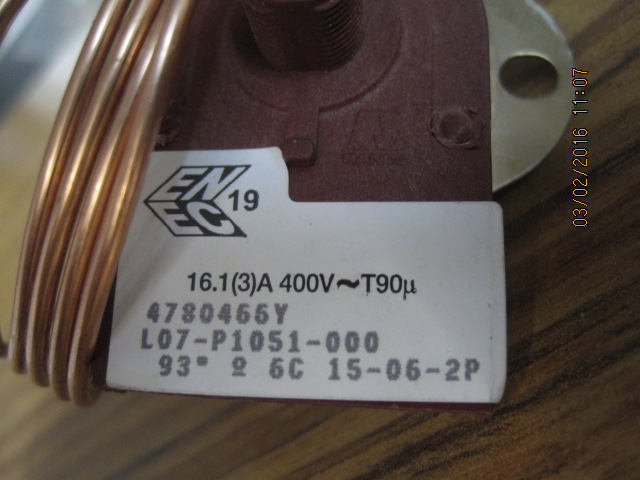 EN
EC 19
16.1(3)A 400V~T90µ
4780466Y
L07-P1051-000
93° º 6C 15-06-2P
03/02/2016 11:07